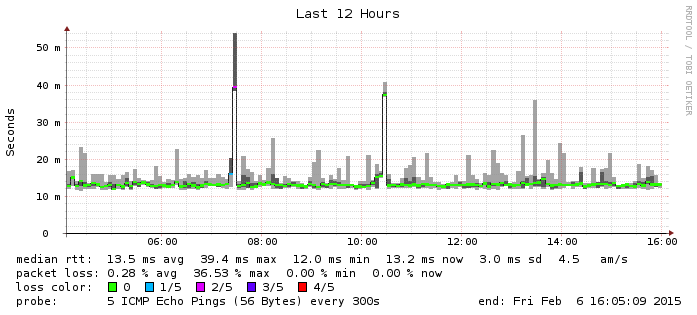 Last 12 Hours
RRDTOOL / TOBI OETIKER
Seconds
50 m
40 m
30 m
20 m
10 m
0
06:00 08:00 10:00 12:00 14:00 16:00
median rtt: 13.5 ms avg 39.4 ms max 12.0 ms min 13.2 ms now 3.0 ms sd 4.5 am/s
packet loss: 0.28 % avg 36.53 % max 0.00 % min 0.00 % now
loss color: 0 1/5 2/5 3/5 4/5
probe: 5 ICMP Echo Pings (56 Bytes) every 300s end: Fri Feb 6 16:05:09 2015